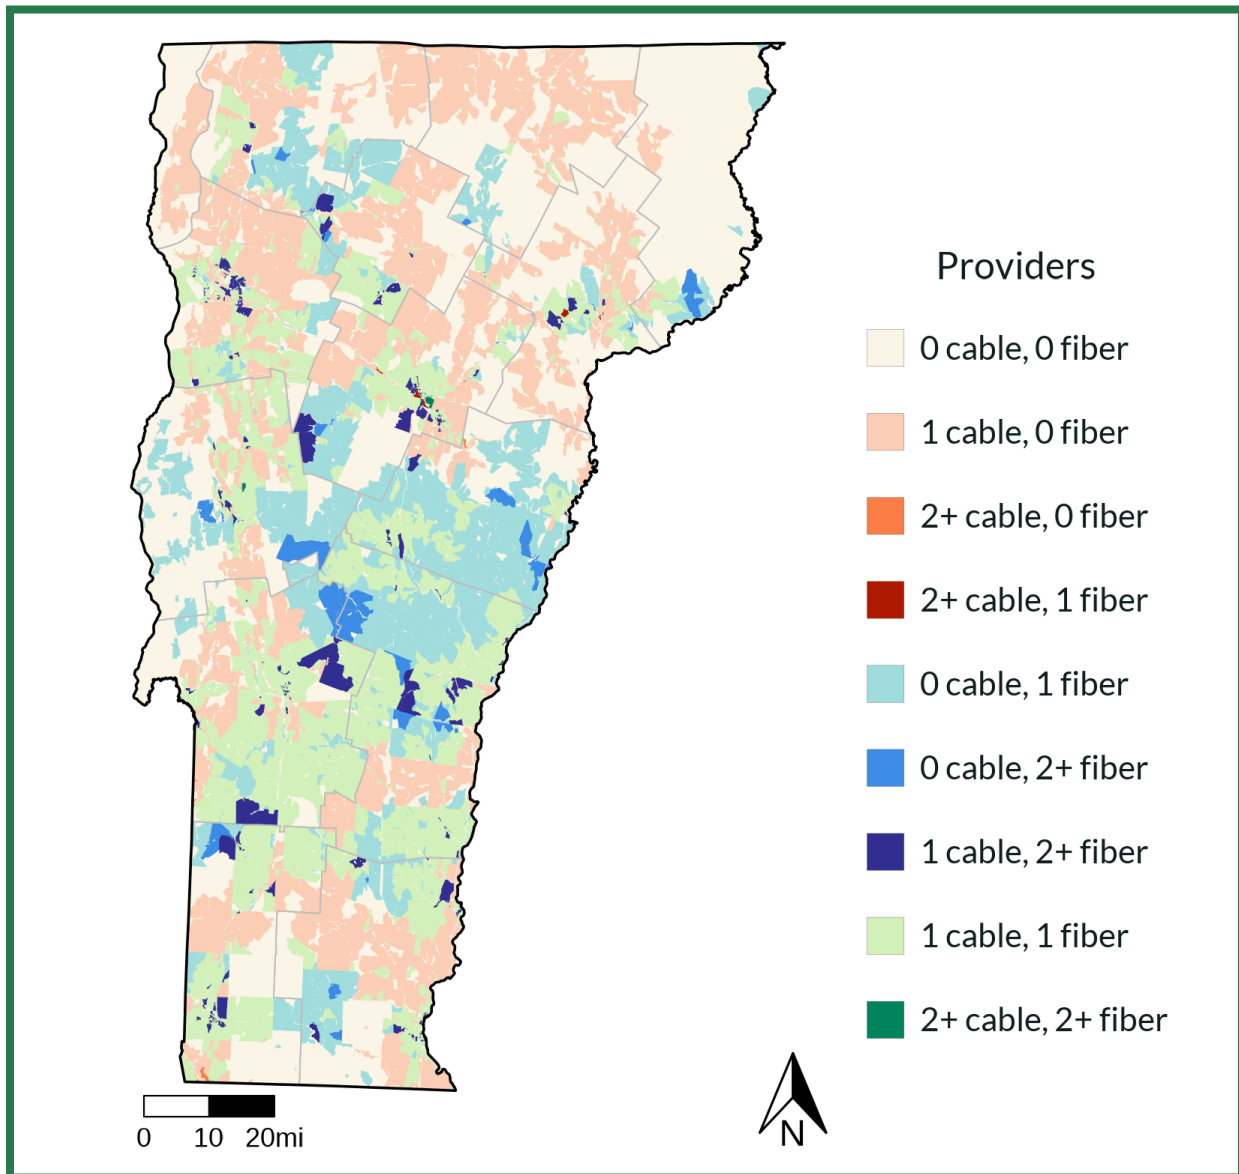 Providers
0 cable, 0 fiber
1 cable, 0 fiber
2+ cable, 0 fiber
2+ cable, 1 fiber
0 cable, 1 fiber
0 cable, 2+ fiber
1 cable, 2+ fiber
1 cable, 1 fiber
2+ cable, 2+ fiber
0 10 20mi
N